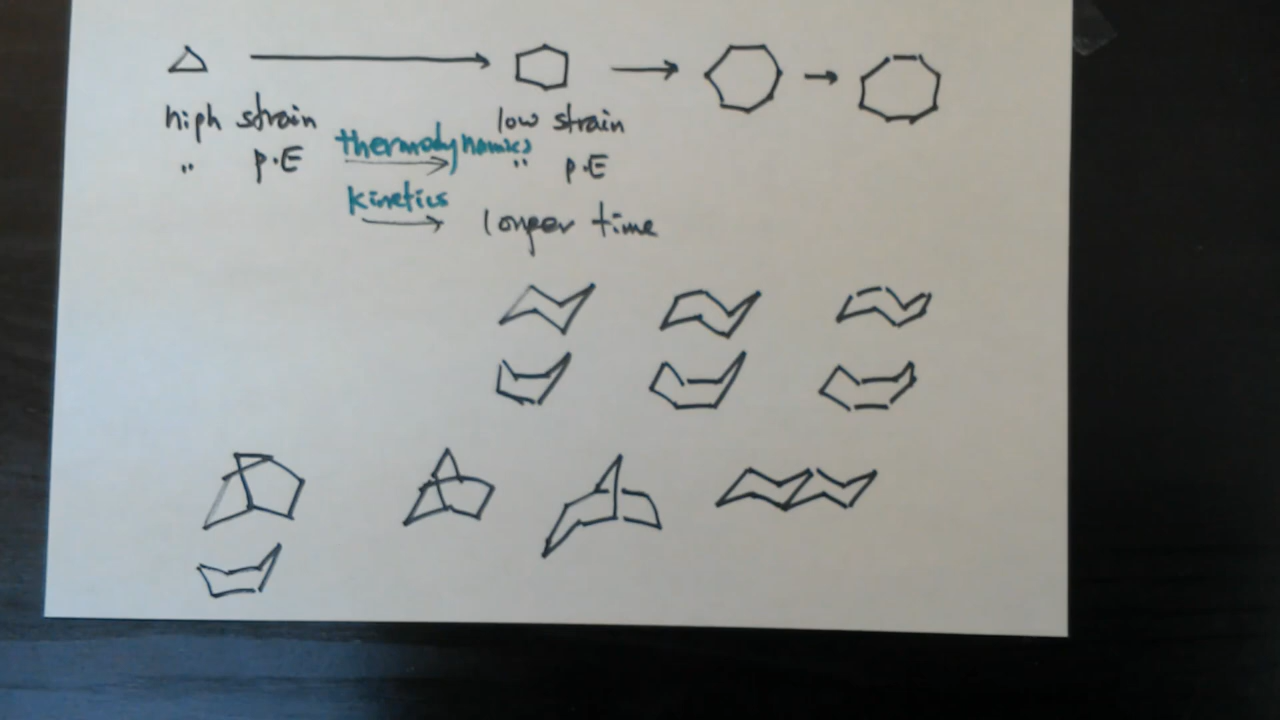 high strain low strain
" p.E thermodynamics " p.E
kinetics longer time